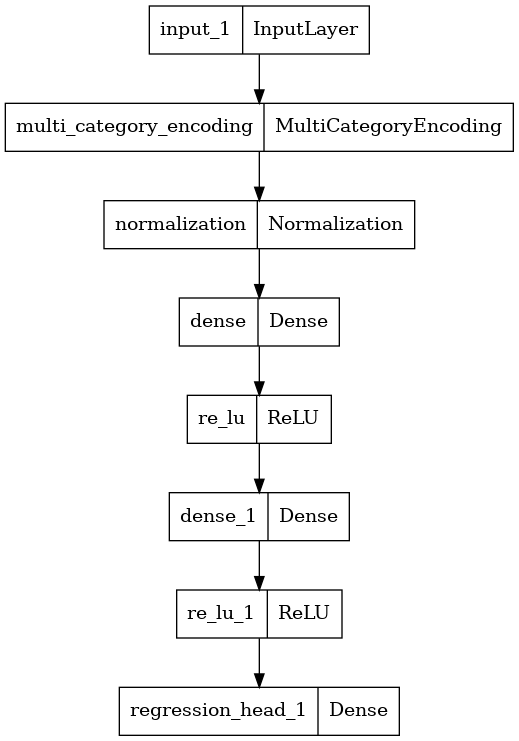 input_1 InputLayer
multi_category_encoding MultiCategoryEncoding
normalization Normalization
dense Dense
re_lu ReLU
dense_1 Dense
re_lu_1 ReLU
regression_head_1 Dense